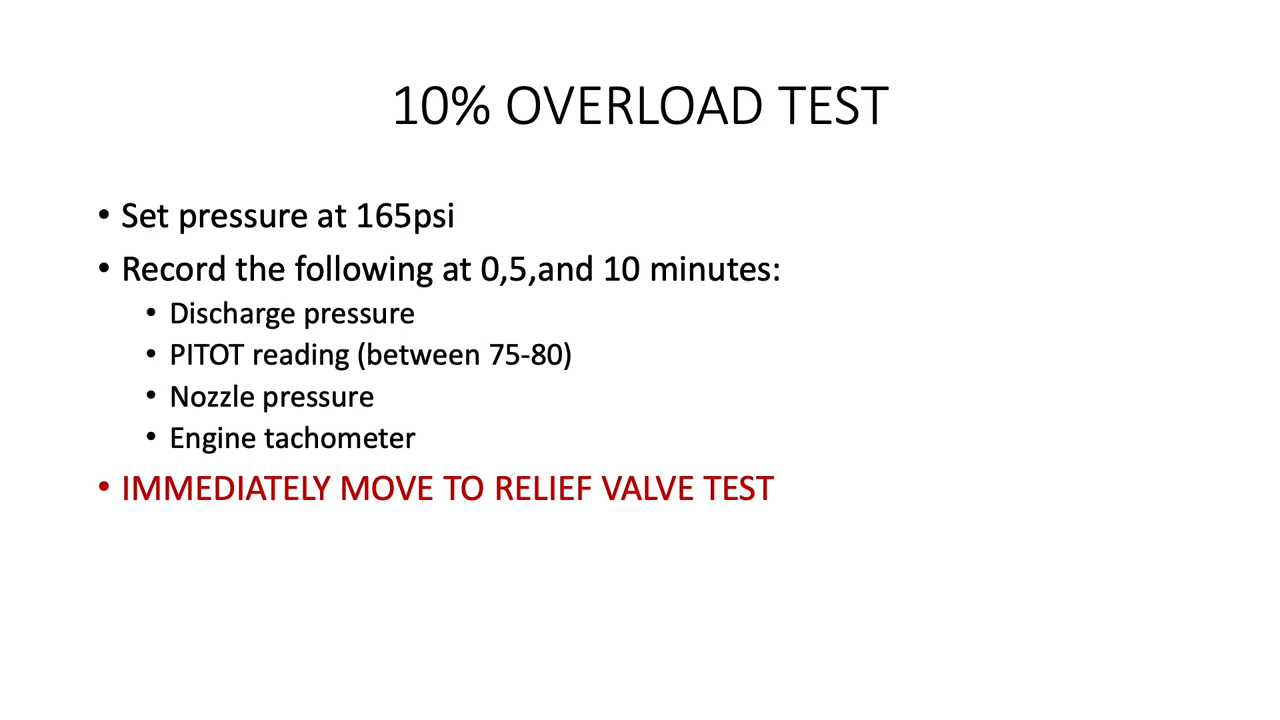 10% OVERLOAD TEST
• Set pressure at 165psi
• Record the following at 0,5,and 10 minutes:
• Discharge pressure
• PITOT reading (between 75-80)
• Nozzle pressure
• Engine tachometer
• IMMEDIATELY MOVE TO RELIEF VALVE TEST